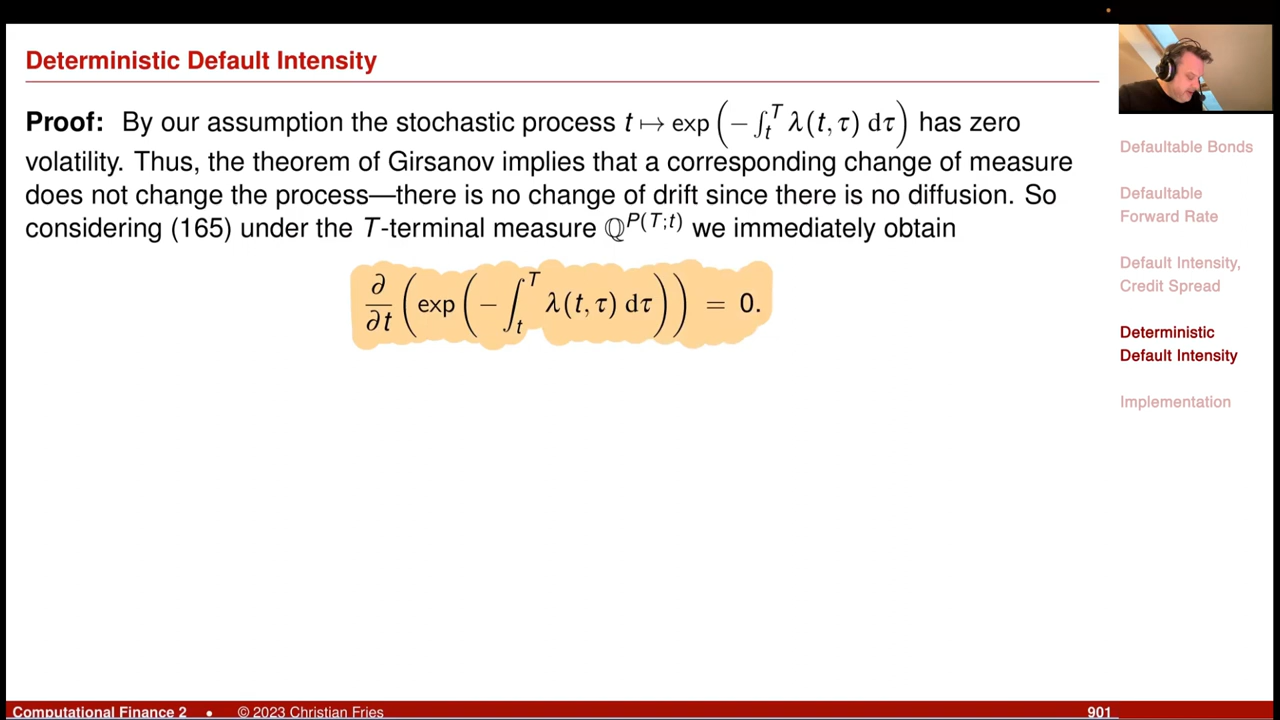 Deterministic Default Intensity
Proof: By our assumption the stochastic process t ↦ exp(−∫_t^T λ(t,τ) dτ) has zero
volatility. Thus, the theorem of Girsanov implies that a corresponding change of measure
does not change the process—there is no change of drift since there is no diffusion. So
considering (165) under the T-terminal measure ℚ^{P(T;t)} we immediately obtain
∂/∂t (exp(−∫_t^T λ(t,τ) dτ)) = 0.
Defaultable Bonds
Defaultable
Forward Rate
Default Intensity,
Credit Spread
Deterministic
Default Intensity
Implementation
Computational Finance 2 • © 2023 Christian Fries 901